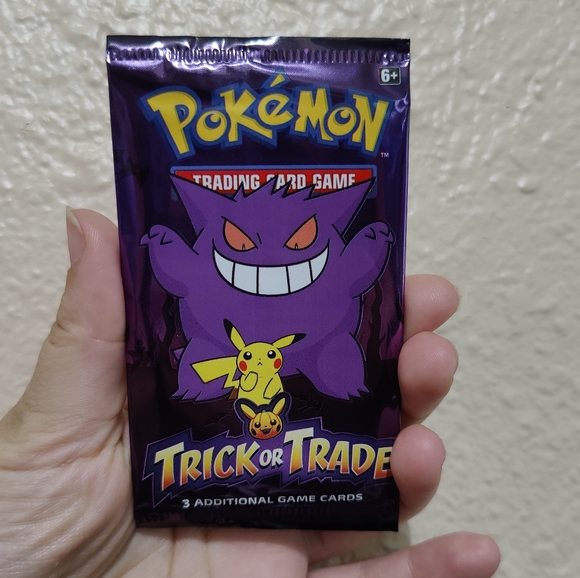 6+
POKéMON
TM
TRADING CARD GAME
TRICK OR TRADE
3 ADDITIONAL GAME CARDS